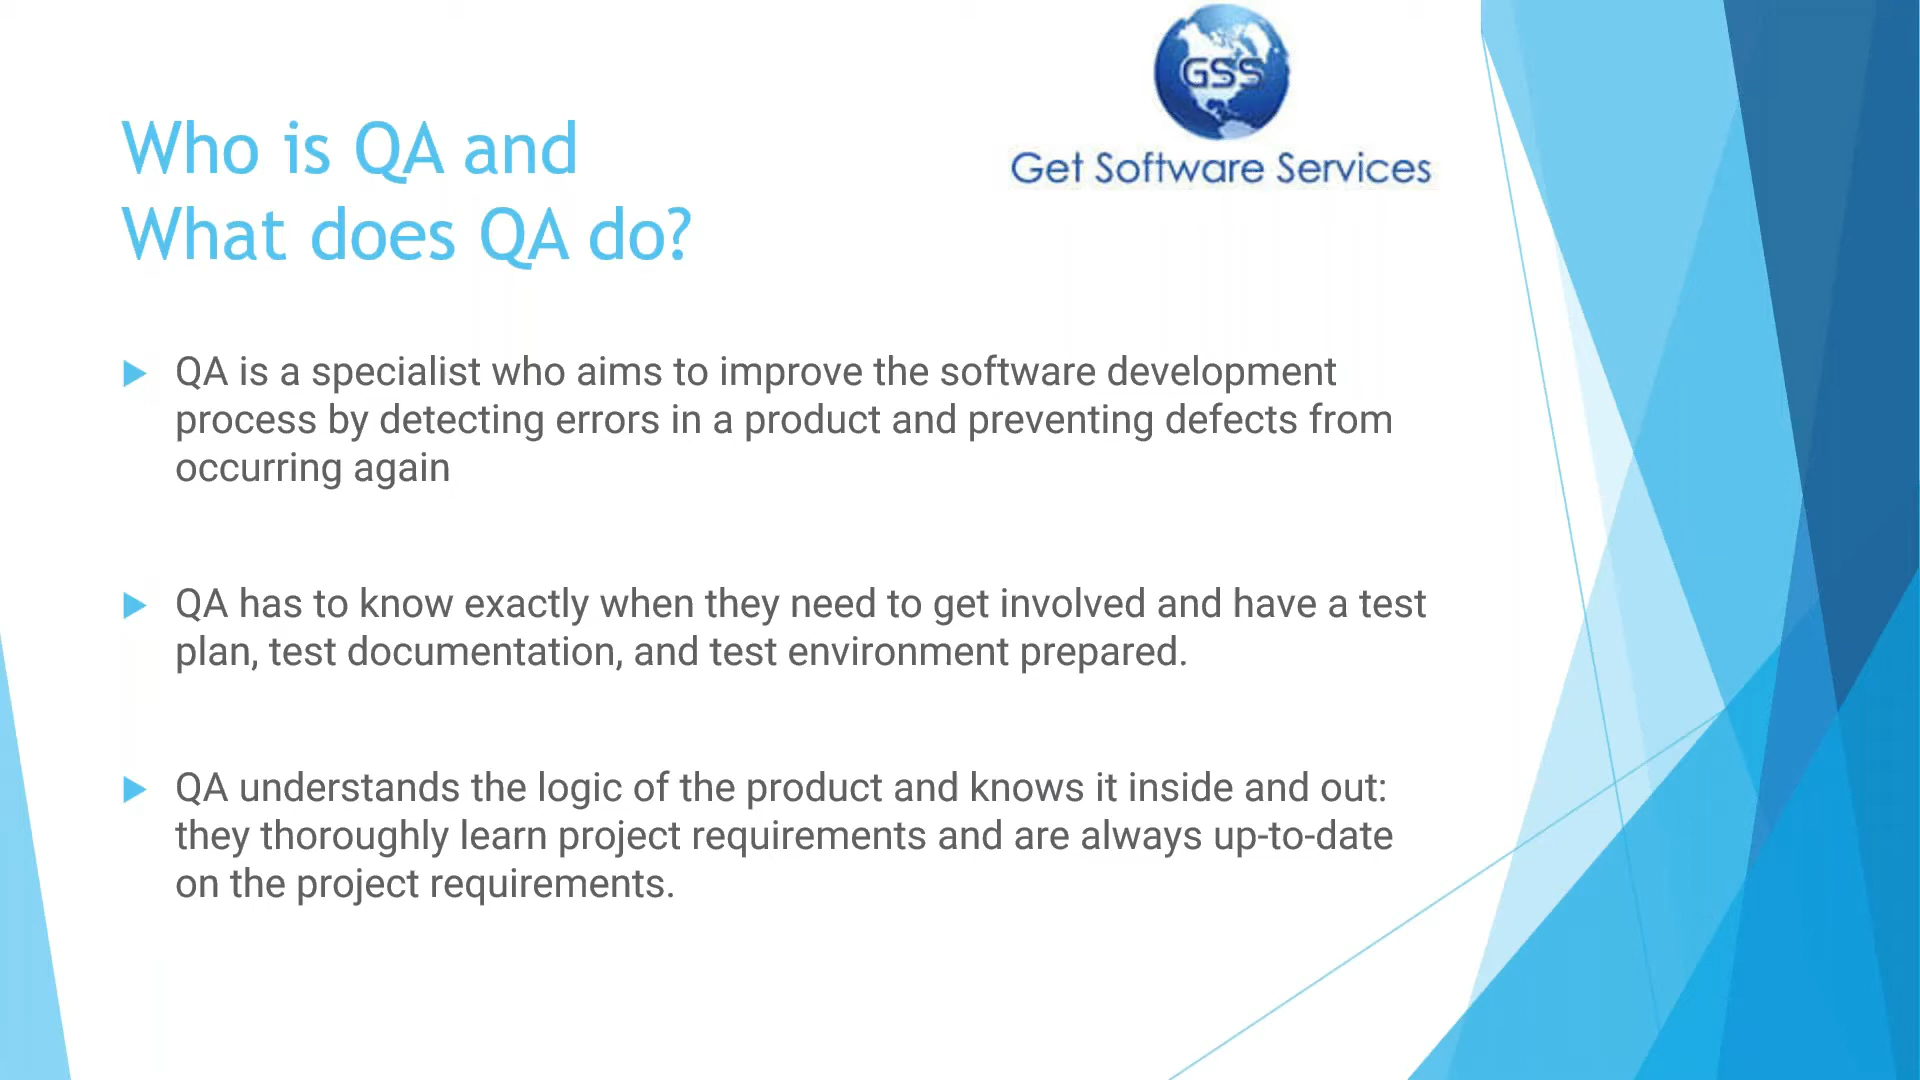 GSS
Get Software Services
Who is QA and
What does QA do?
QA is a specialist who aims to improve the software development
process by detecting errors in a product and preventing defects from
occurring again
QA has to know exactly when they need to get involved and have a test
plan, test documentation, and test environment prepared.
QA understands the logic of the product and knows it inside and out:
they thoroughly learn project requirements and are always up-to-date
on the project requirements.